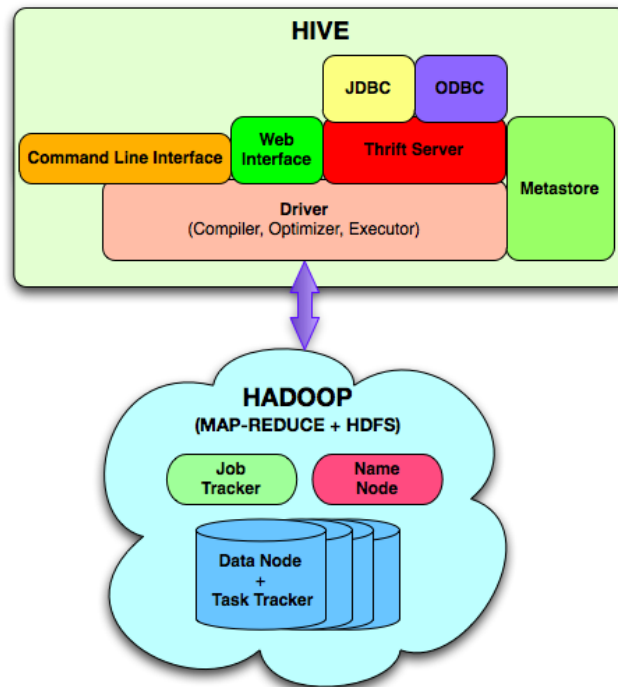 HIVE
JDBC
ODBC
Command Line Interface
Web
Interface
Thrift Server
Metastore
Driver
(Compiler, Optimizer, Executor)
HADOOP
(MAP-REDUCE + HDFS)
Job
Tracker
Name
Node
Data Node
+
Task Tracker